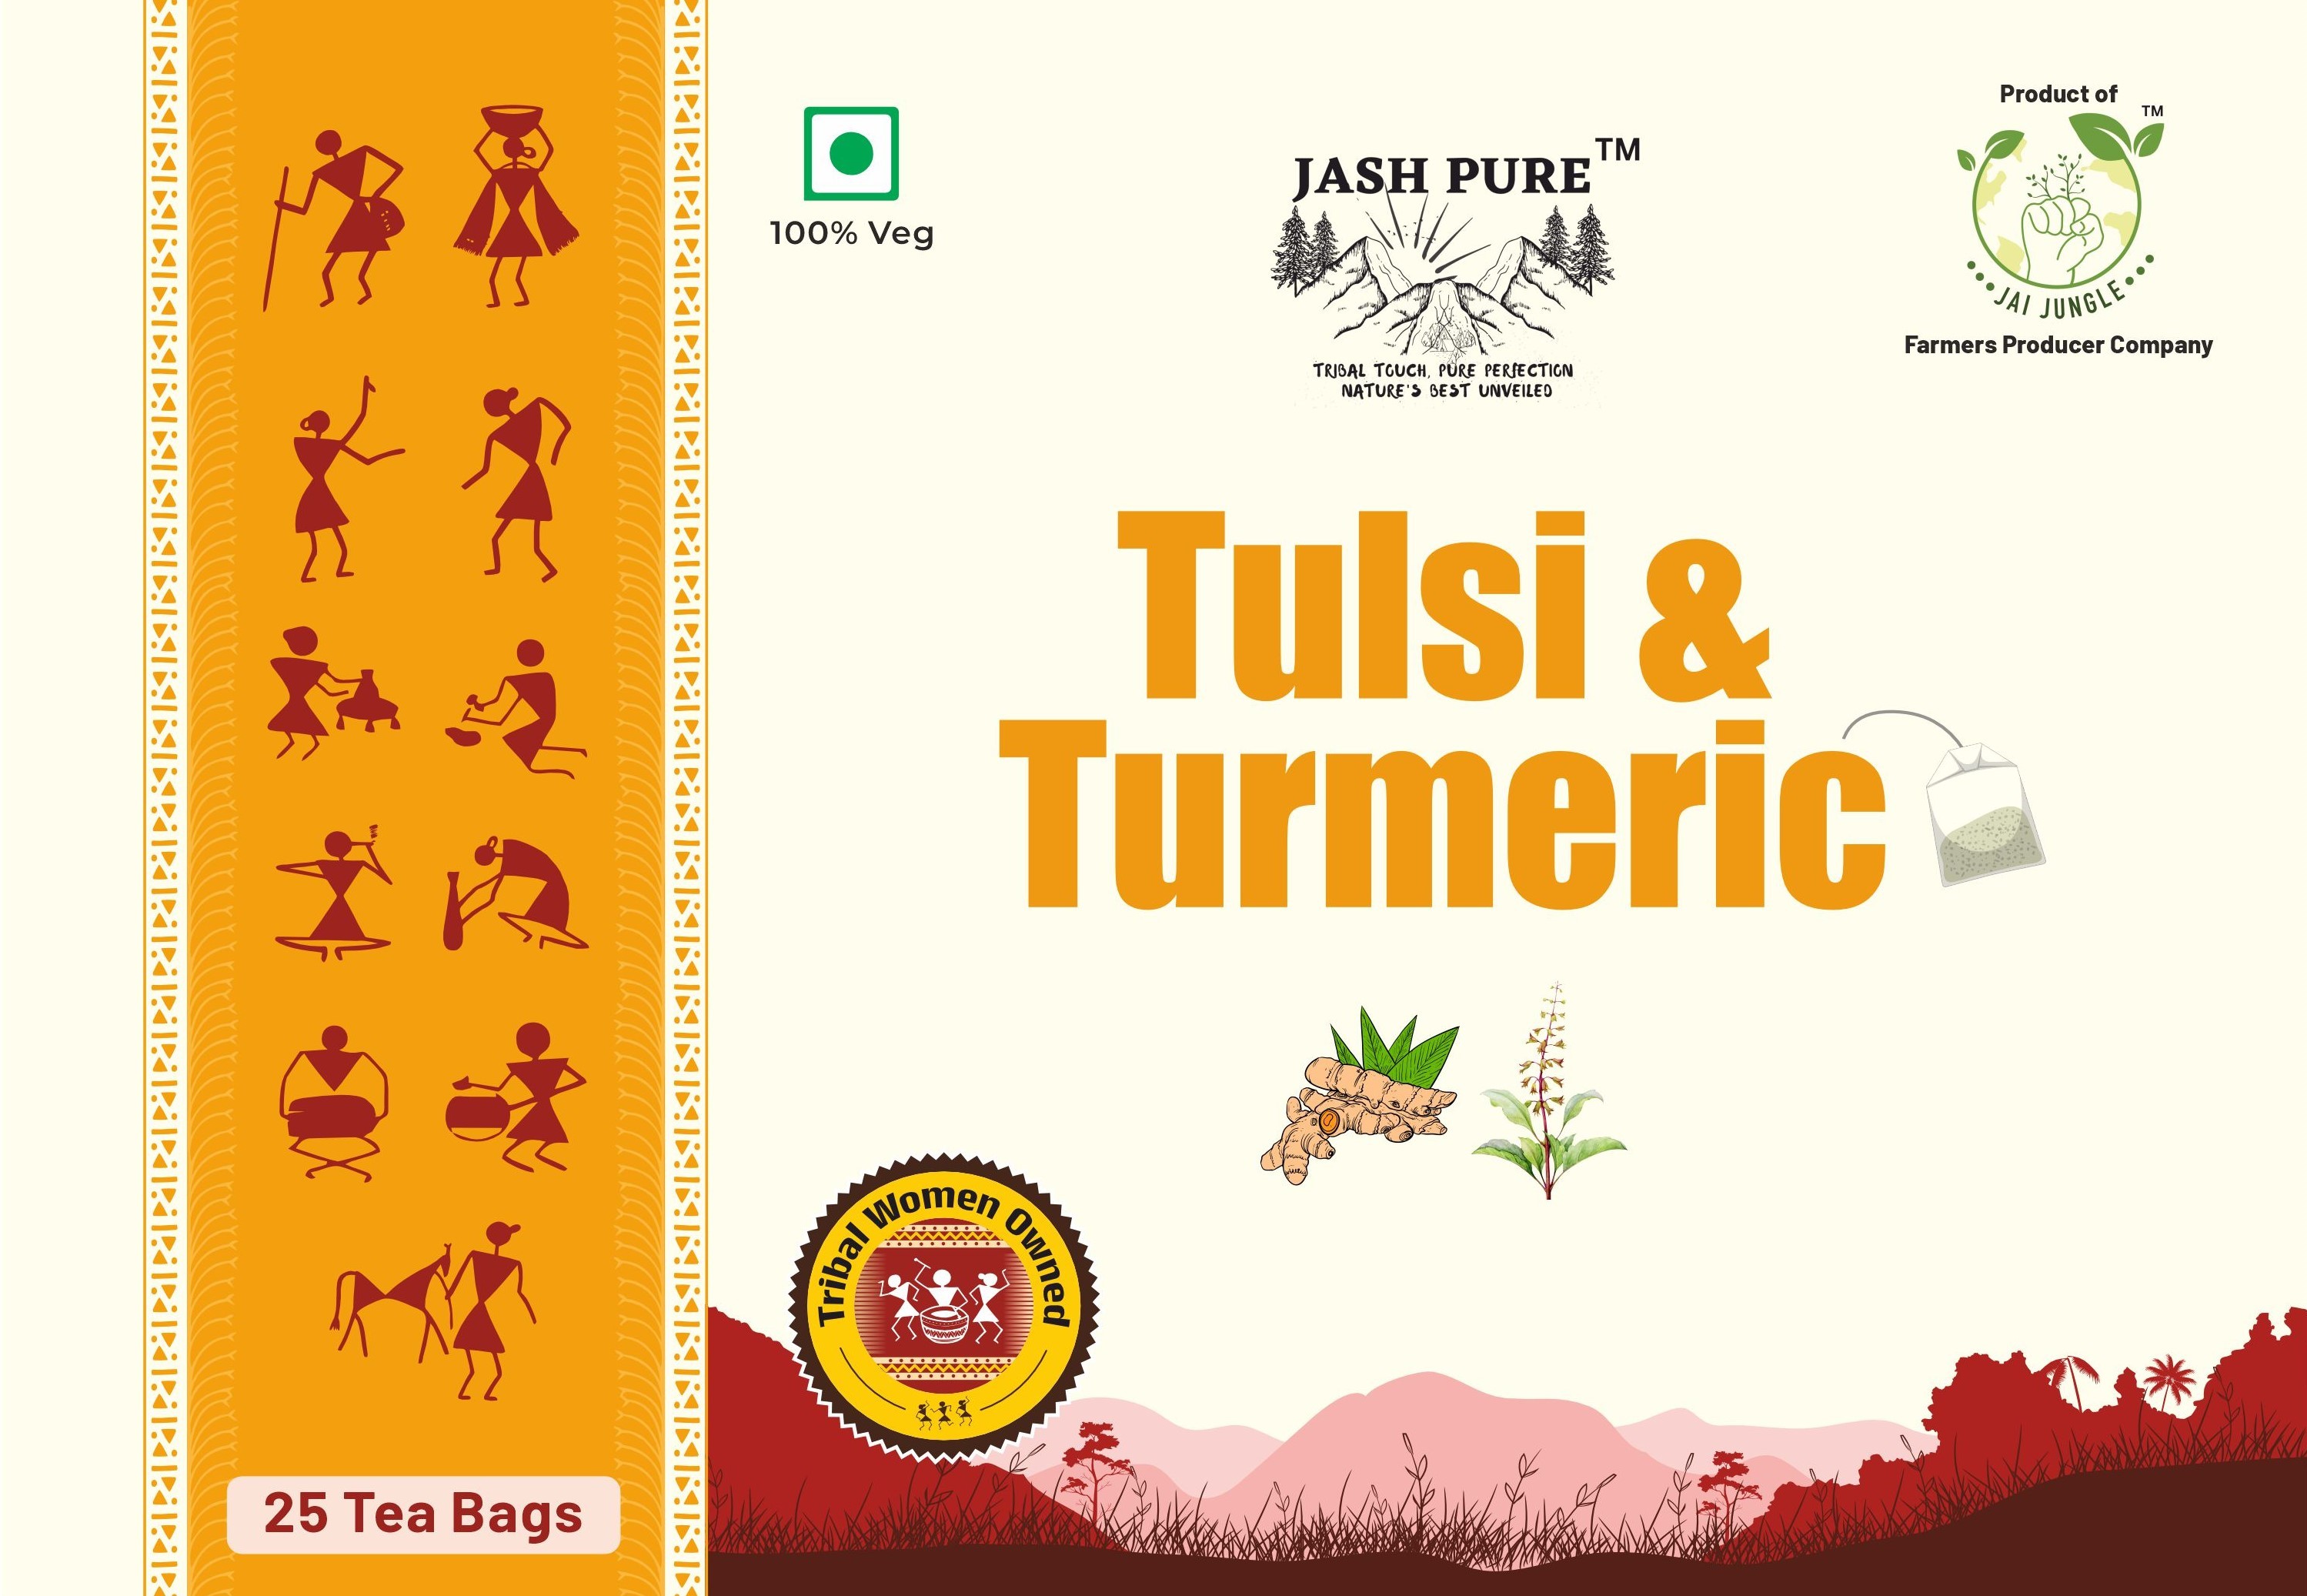 100% Veg
JASH PURE™
TRIBAL TOUCH, PURE PERFECTION
NATURE'S BEST UNVEILED
Product of
TM
JAI JUNGLE
Farmers Producer Company
Tulsi &
Turmeric
Tribal Women Owned
25 Tea Bags